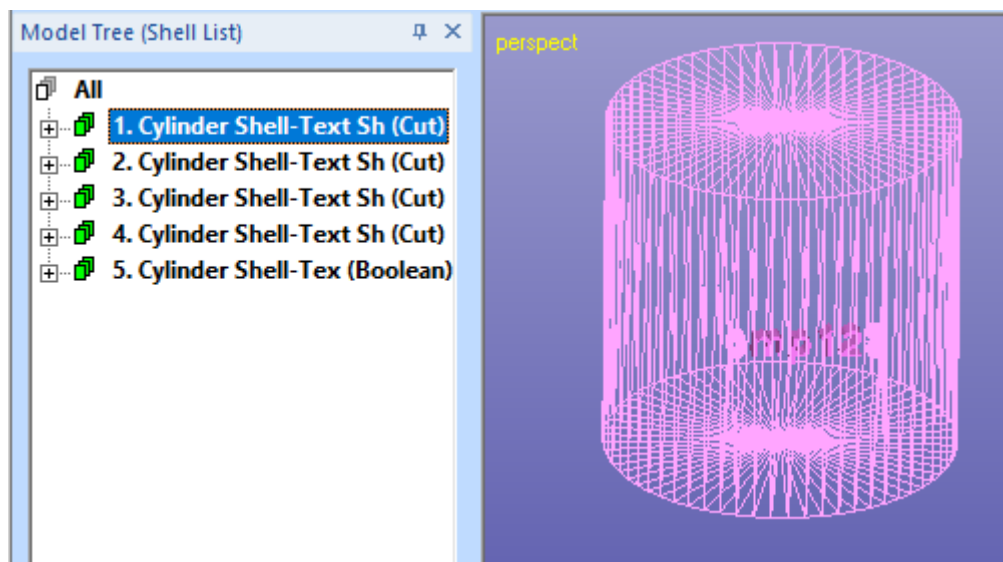 Model Tree (Shell List)
All
1. Cylinder Shell-Text Sh (Cut)
2. Cylinder Shell-Text Sh (Cut)
3. Cylinder Shell-Text Sh (Cut)
4. Cylinder Shell-Text Sh (Cut)
5. Cylinder Shell-Tex (Boolean)
perspect
mp12